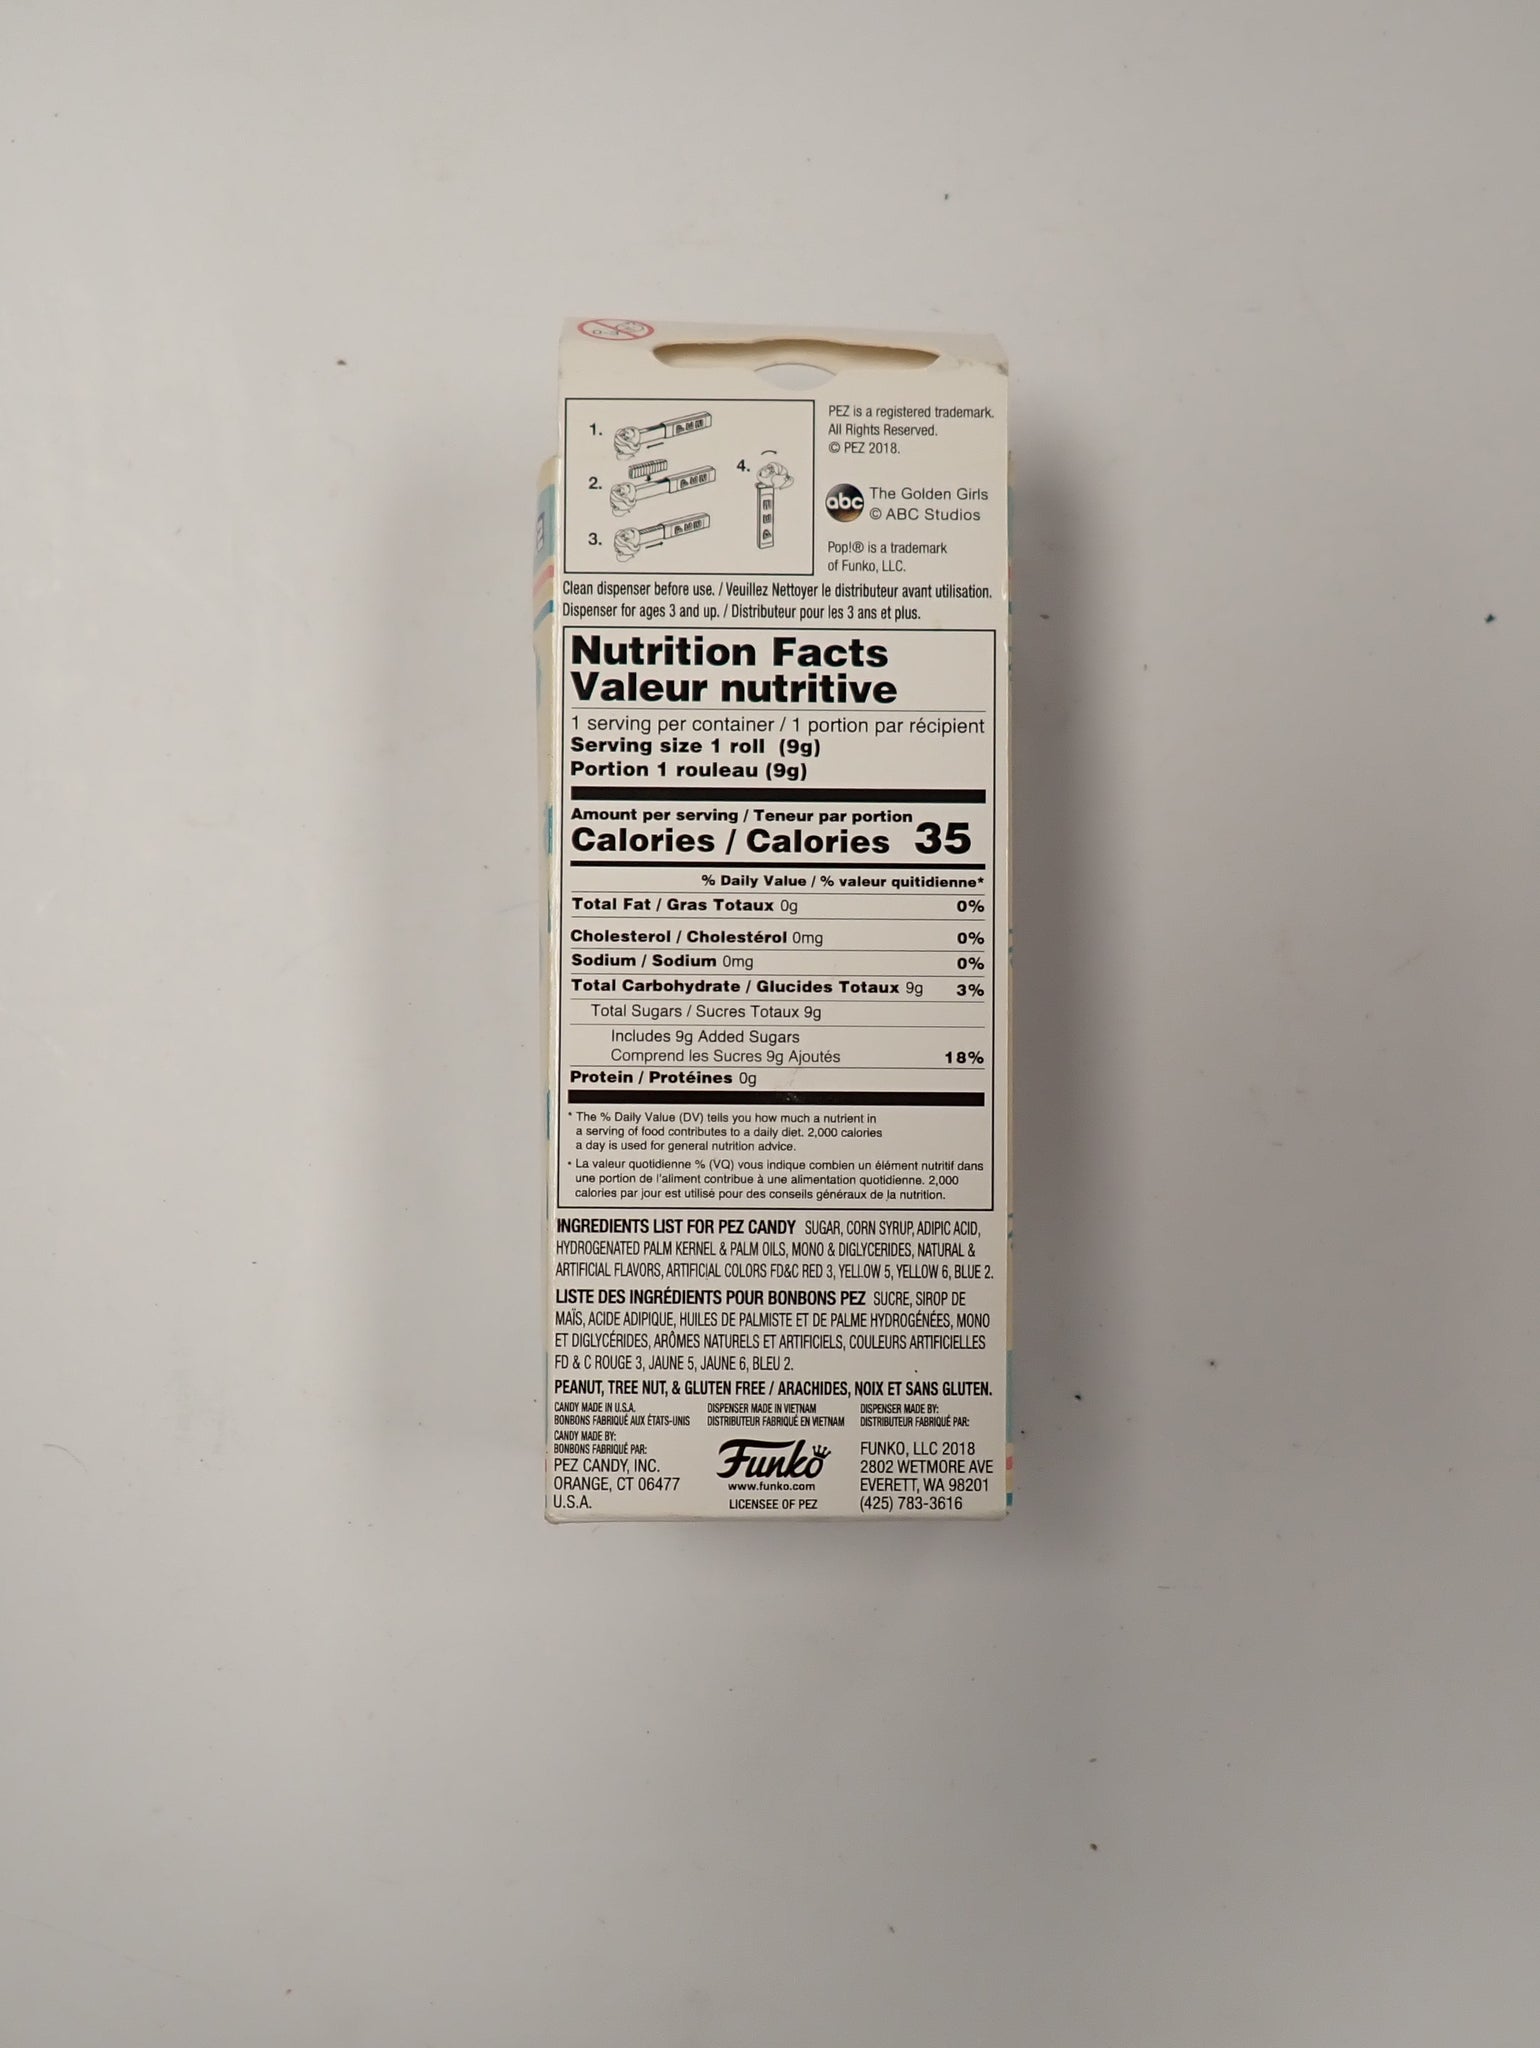 0-3
1.
2.
3.
4.
PEZ is a registered trademark.
All Rights Reserved.
© PEZ 2018.
abc
The Golden Girls
© ABC Studios
Pop!® is a trademark
of Funko, LLC.
Clean dispenser before use. / Veuillez Nettoyer le distributeur avant utilisation.
Dispenser for ages 3 and up. / Distributeur pour les 3 ans et plus.
Nutrition Facts
Valeur nutritive
1 serving per container / 1 portion par récipient
Serving size 1 roll (9g)
Portion 1 rouleau (9g)
Amount per serving / Teneur par portion
Calories / Calories 35
% Daily Value / % valeur quitidienne*
Total Fat / Gras Totaux 0g 0%
Cholesterol / Cholestérol 0mg 0%
Sodium / Sodium 0mg 0%
Total Carbohydrate / Glucides Totaux 9g 3%
Total Sugars / Sucres Totaux 9g
Includes 9g Added Sugars
Comprend les Sucres 9g Ajoutés 18%
Protein / Protéines 0g
* The % Daily Value (DV) tells you how much a nutrient in
a serving of food contributes to a daily diet. 2,000 calories
a day is used for general nutrition advice.
* La valeur quotidienne % (VQ) vous indique combien un élément nutritif dans
une portion de l'aliment contribue à une alimentation quotidienne. 2,000
calories par jour est utilisé pour des conseils généraux de la nutrition.
INGREDIENTS LIST FOR PEZ CANDY SUGAR, CORN SYRUP, ADIPIC ACID,
HYDROGENATED PALM KERNEL & PALM OILS, MONO & DIGLYCERIDES, NATURAL &
ARTIFICIAL FLAVORS, ARTIFICIAL COLORS FD&C RED 3, YELLOW 5, YELLOW 6, BLUE 2.
LISTE DES INGRÉDIENTS POUR BONBONS PEZ SUCRE, SIROP DE
MAÏS, ACIDE ADIPIQUE, HUILES DE PALMISTE ET DE PALME HYDROGÉNÉES, MONO
ET DIGLYCÉRIDES, ARÔMES NATURELS ET ARTIFICIELS, COULEURS ARTIFICIELLES
FD & C ROUGE 3, JAUNE 5, JAUNE 6, BLEU 2.
PEANUT, TREE NUT, & GLUTEN FREE / ARACHIDES, NOIX ET SANS GLUTEN.
CANDY MADE IN U.S.A.
BONBONS FABRIQUÉ AUX ÉTATS-UNIS
CANDY MADE BY:
BONBONS FABRIQUÉ PAR:
PEZ CANDY, INC.
ORANGE, CT 06477
U.S.A.
DISPENSER MADE IN VIETNAM
DISTRIBUTEUR FABRIQUÉ EN VIETNAM
Funko
www.funko.com
LICENSEE OF PEZ
DISPENSER MADE BY:
DISTRIBUTEUR FABRIQUÉ PAR:
FUNKO, LLC 2018
2802 WETMORE AVE
EVERETT, WA 98201
(425) 783-3616